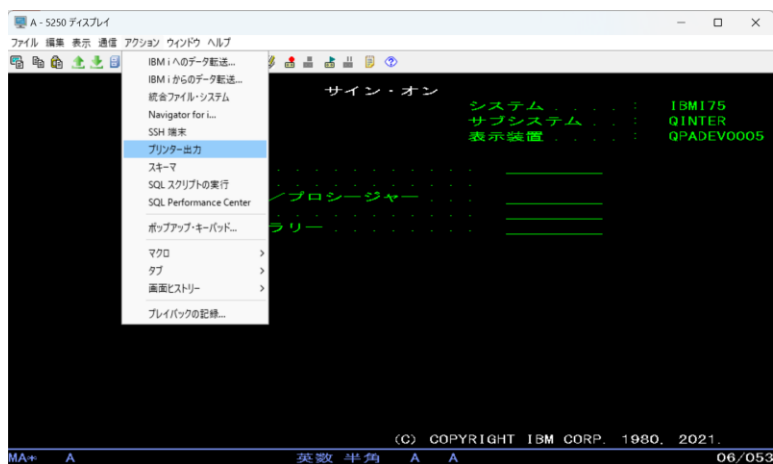 A - 5250 ディスプレイ
ファイル 編集 表示 通信 アクション ウィンドウ ヘルプ
IBM i へのデータ転送...
IBM i からのデータ転送...
統合ファイル・システム
Navigator for i...
SSH 端末
プリンター出力
スキーマ
SQL スクリプトの実行
SQL Performance Center
ポップアップ・キーパッド...
マクロ
タブ
画面ヒストリー
プレイバックの記録...
サイン・オン
システム . . . . . : IBMI75
サブシステム . . : QINTER
表示装置 . . . . : QPADEV0005
/プロシージャー . . .
ラリー . . . . . . . .
(C) COPYRIGHT IBM CORP. 1980, 2021.
MA* A 英数 半角 A A 06/053